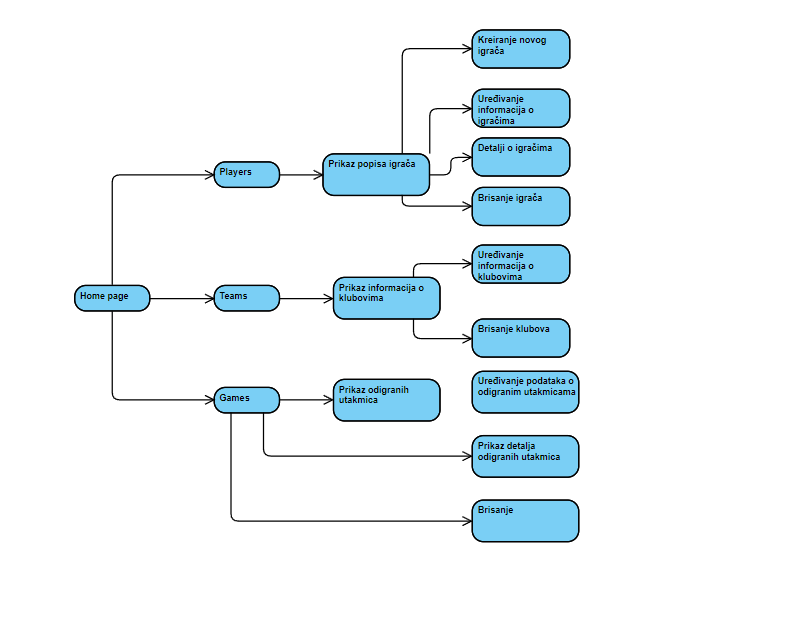 Kreiranje novog
igrača
Uređivanje
informacija o
igračima
Detalji o igračima
Prikaz popisa igrača
Players
Brisanje igrača
Uređivanje
informacija o
klubovima
Home page
Teams
Prikaz informacija o
klubovima
Brisanje klubova
Games
Prikaz odigranih
utakmica
Uređivanje podataka o
odigranim utakmicama
Prikaz detalja
odigranih utakmica
Brisanje